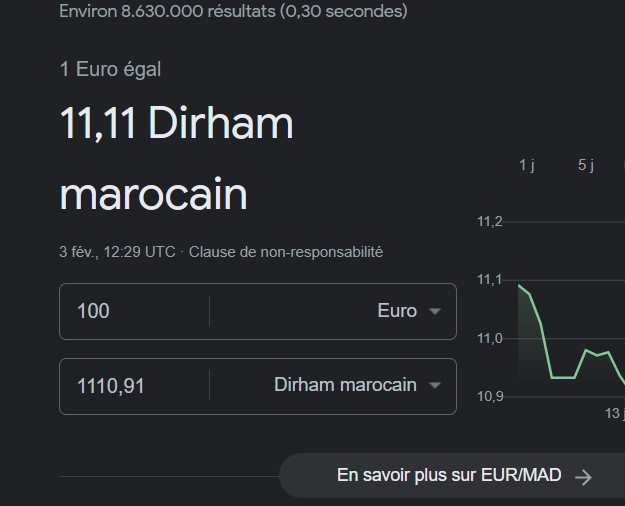 Environ 8.630.000 résultats (0,30 secondes)
1 Euro égal
11,11 Dirham
marocain
3 fév., 12:29 UTC · Clause de non-responsabilité
100 Euro
1110,91 Dirham marocain
1 j 5 j
11,2
11,1
11,0
10,9
13 j
En savoir plus sur EUR/MAD →